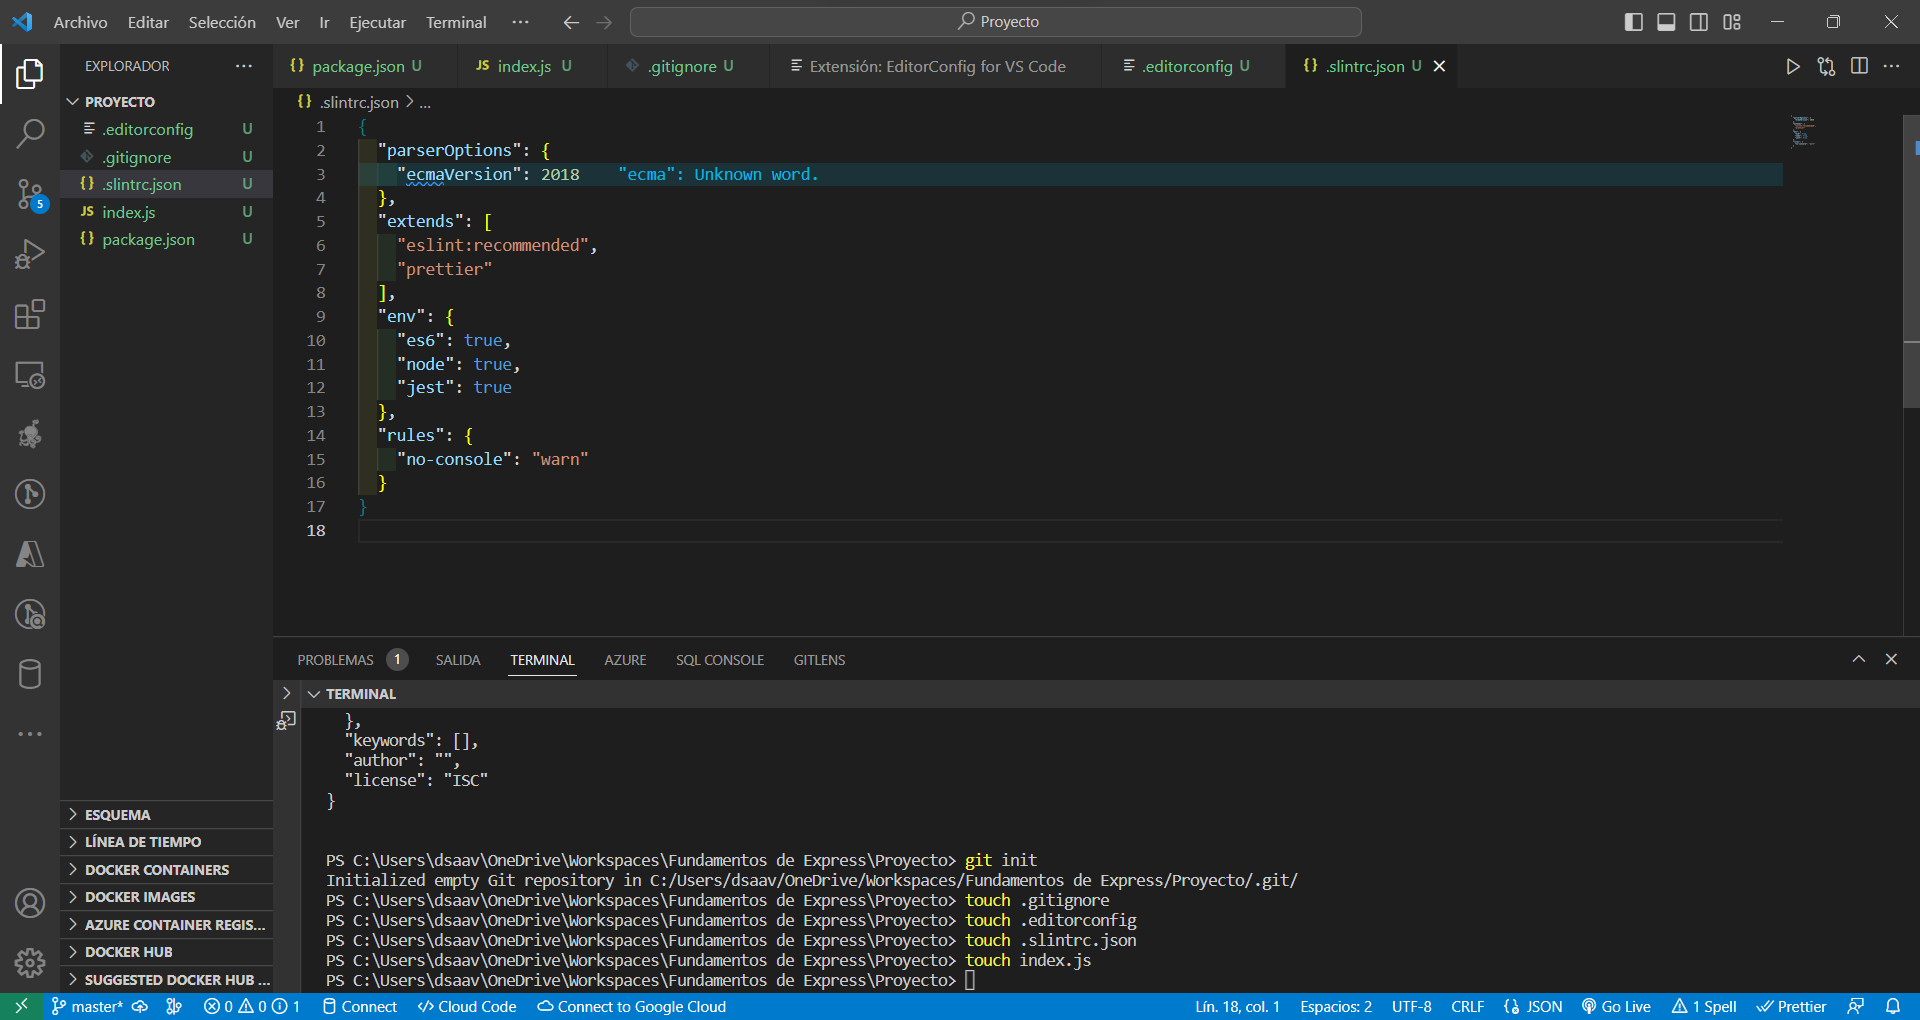 Archivo Editar Selección Ver Ir Ejecutar Terminal ··· Proyecto
EXPLORADOR ···
{} package.json U
JS index.js U
.gitignore U
Extensión: EditorConfig for VS Code
.editorconfig U
{} .slintrc.json U
PROYECTO
.editorconfig U
.gitignore U
{} .slintrc.json U
JS index.js U
{} package.json U
5
ESQUEMA
LÍNEA DE TIEMPO
DOCKER CONTAINERS
DOCKER IMAGES
AZURE CONTAINER REGIS...
DOCKER HUB
SUGGESTED DOCKER HUB ...
{} .slintrc.json > ...
1 {
2 "parserOptions": {
3 "ecmaVersion": 2018 "ecma": Unknown word.
4 },
5 "extends": [
6 "eslint:recommended",
7 "prettier"
8 ],
9 "env": {
10 "es6": true,
11 "node": true,
12 "jest": true
13 },
14 "rules": {
15 "no-console": "warn"
16 }
17 }
18
PROBLEMAS 1 SALIDA TERMINAL AZURE SQL CONSOLE GITLENS
TERMINAL
},
"keywords": [],
"author": "",
"license": "ISC"
}
PS C:\Users\dsaav\OneDrive\Workspaces\Fundamentos de Express\Proyecto> git init
Initialized empty Git repository in C:/Users/dsaav/OneDrive/Workspaces/Fundamentos de Express/Proyecto/.git/
PS C:\Users\dsaav\OneDrive\Workspaces\Fundamentos de Express\Proyecto> touch .gitignore
PS C:\Users\dsaav\OneDrive\Workspaces\Fundamentos de Express\Proyecto> touch .editorconfig
PS C:\Users\dsaav\OneDrive\Workspaces\Fundamentos de Express\Proyecto> touch .slintrc.json
PS C:\Users\dsaav\OneDrive\Workspaces\Fundamentos de Express\Proyecto> touch index.js
PS C:\Users\dsaav\OneDrive\Workspaces\Fundamentos de Express\Proyecto>
master* 0 0 1 Connect Cloud Code Connect to Google Cloud Lín. 18, col. 1 Espacios: 2 UTF-8 CRLF {} JSON Go Live 1 Spell Prettier